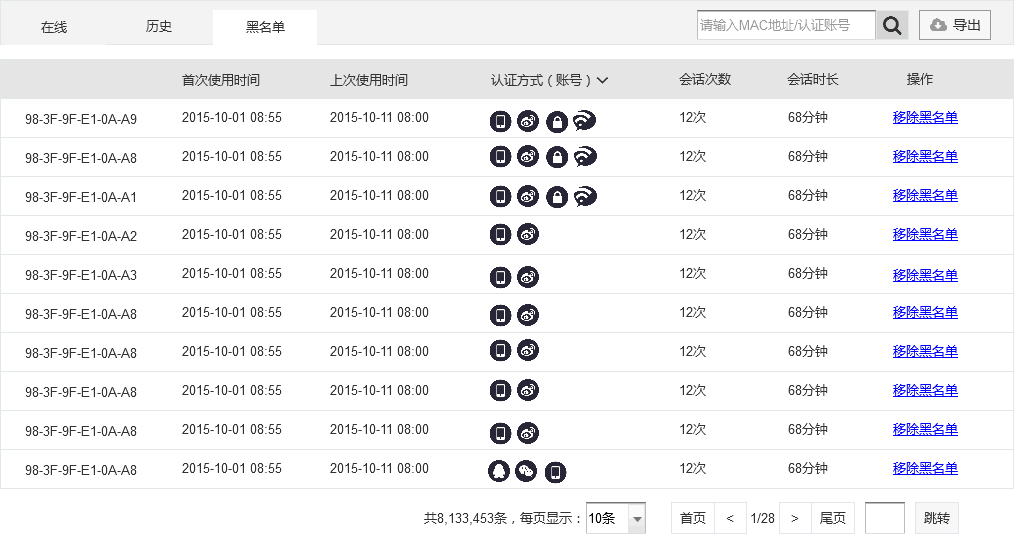 在线 历史 黑名单 请输入MAC地址/认证账号 导出
首次使用时间 上次使用时间 认证方式（账号） 会话次数 会话时长 操作
98-3F-9F-E1-0A-A9 2015-10-01 08:55 2015-10-11 08:00 12次 68分钟 移除黑名单
98-3F-9F-E1-0A-A8 2015-10-01 08:55 2015-10-11 08:00 12次 68分钟 移除黑名单
98-3F-9F-E1-0A-A1 2015-10-01 08:55 2015-10-11 08:00 12次 68分钟 移除黑名单
98-3F-9F-E1-0A-A2 2015-10-01 08:55 2015-10-11 08:00 12次 68分钟 移除黑名单
98-3F-9F-E1-0A-A3 2015-10-01 08:55 2015-10-11 08:00 12次 68分钟 移除黑名单
98-3F-9F-E1-0A-A8 2015-10-01 08:55 2015-10-11 08:00 12次 68分钟 移除黑名单
98-3F-9F-E1-0A-A8 2015-10-01 08:55 2015-10-11 08:00 12次 68分钟 移除黑名单
98-3F-9F-E1-0A-A8 2015-10-01 08:55 2015-10-11 08:00 12次 68分钟 移除黑名单
98-3F-9F-E1-0A-A8 2015-10-01 08:55 2015-10-11 08:00 12次 68分钟 移除黑名单
98-3F-9F-E1-0A-A8 2015-10-01 08:55 2015-10-11 08:00 12次 68分钟 移除黑名单
共8,133,453条，每页显示： 10条 首页 < 1/28 > 尾页 跳转